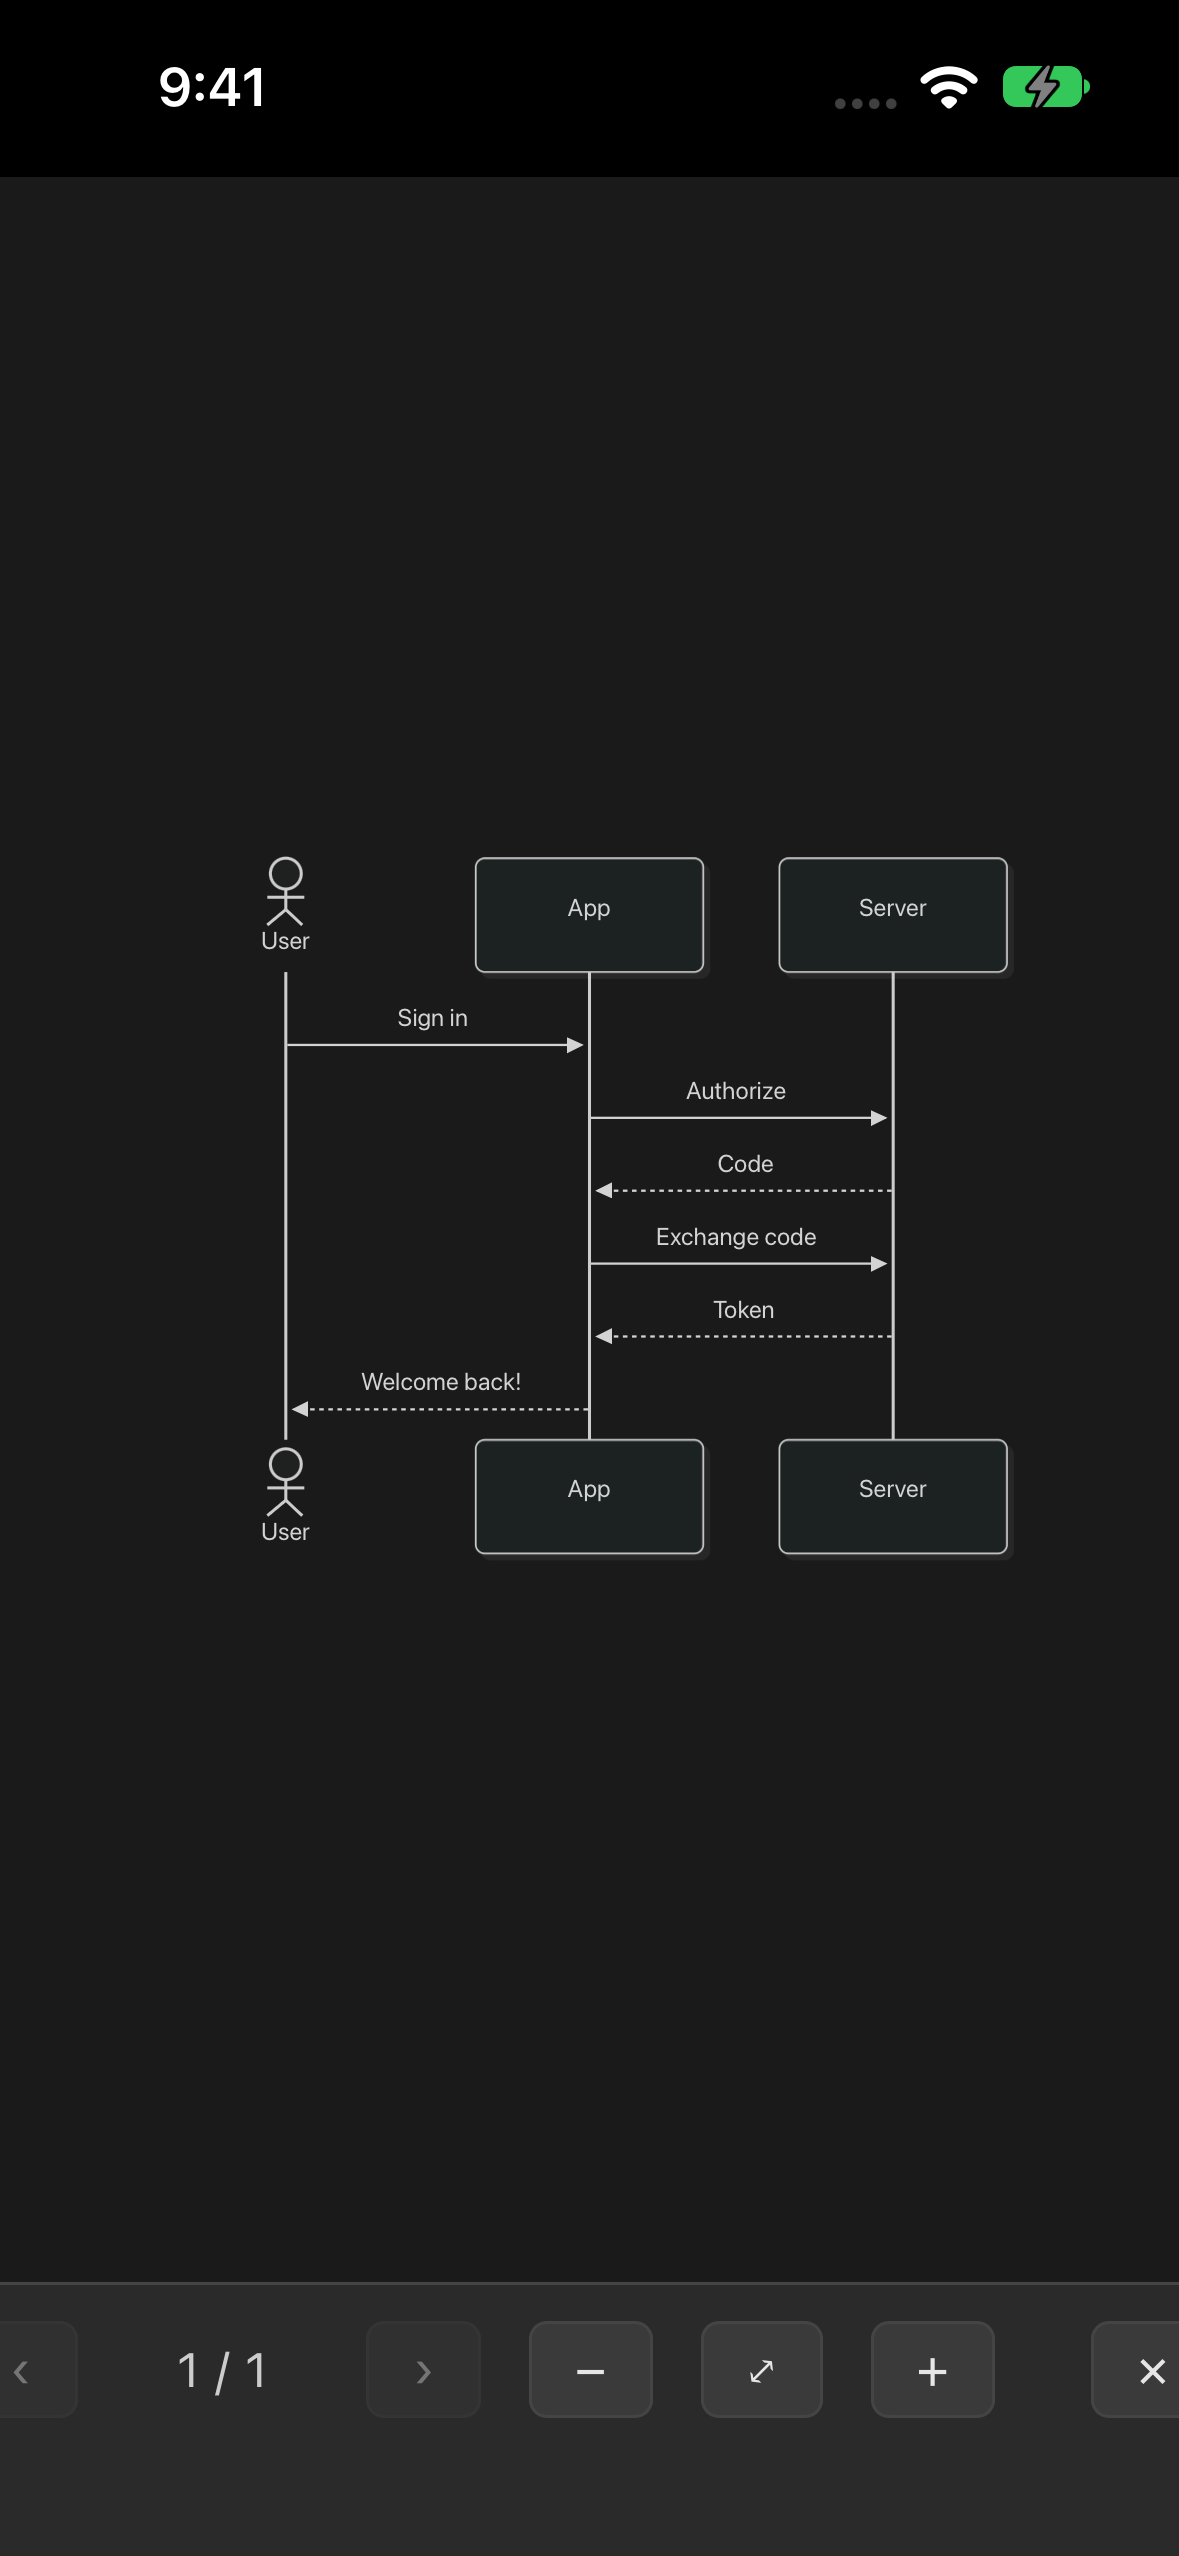 9:41
User
App
Server
Sign in
Authorize
Code
Exchange code
Token
Welcome back!
User
App
Server
‹ 1 / 1 › − ⤢ + ✕